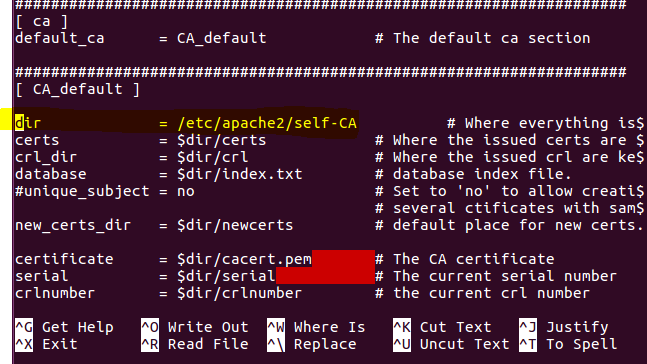 ####################################################################
[ ca ]
default_ca      = CA_default            # The default ca section

####################################################################
[ CA_default ]

dir             = /etc/apache2/self-CA          # Where everything is$
certs           = $dir/certs            # Where the issued certs are $
crl_dir         = $dir/crl              # Where the issued crl are ke$
database        = $dir/index.txt        # database index file.
#unique_subject = no                    # Set to 'no' to allow creati$
                                        # several ctificates with sam$
new_certs_dir   = $dir/newcerts         # default place for new certs.

certificate     = $dir/cacert.pem       # The CA certificate
serial          = $dir/serial           # The current serial number
crlnumber       = $dir/crlnumber        # the current crl number

^G Get Help   ^O Write Out  ^W Where Is   ^K Cut Text   ^J Justify
^X Exit       ^R Read File  ^\ Replace    ^U Uncut Text ^T To Spell